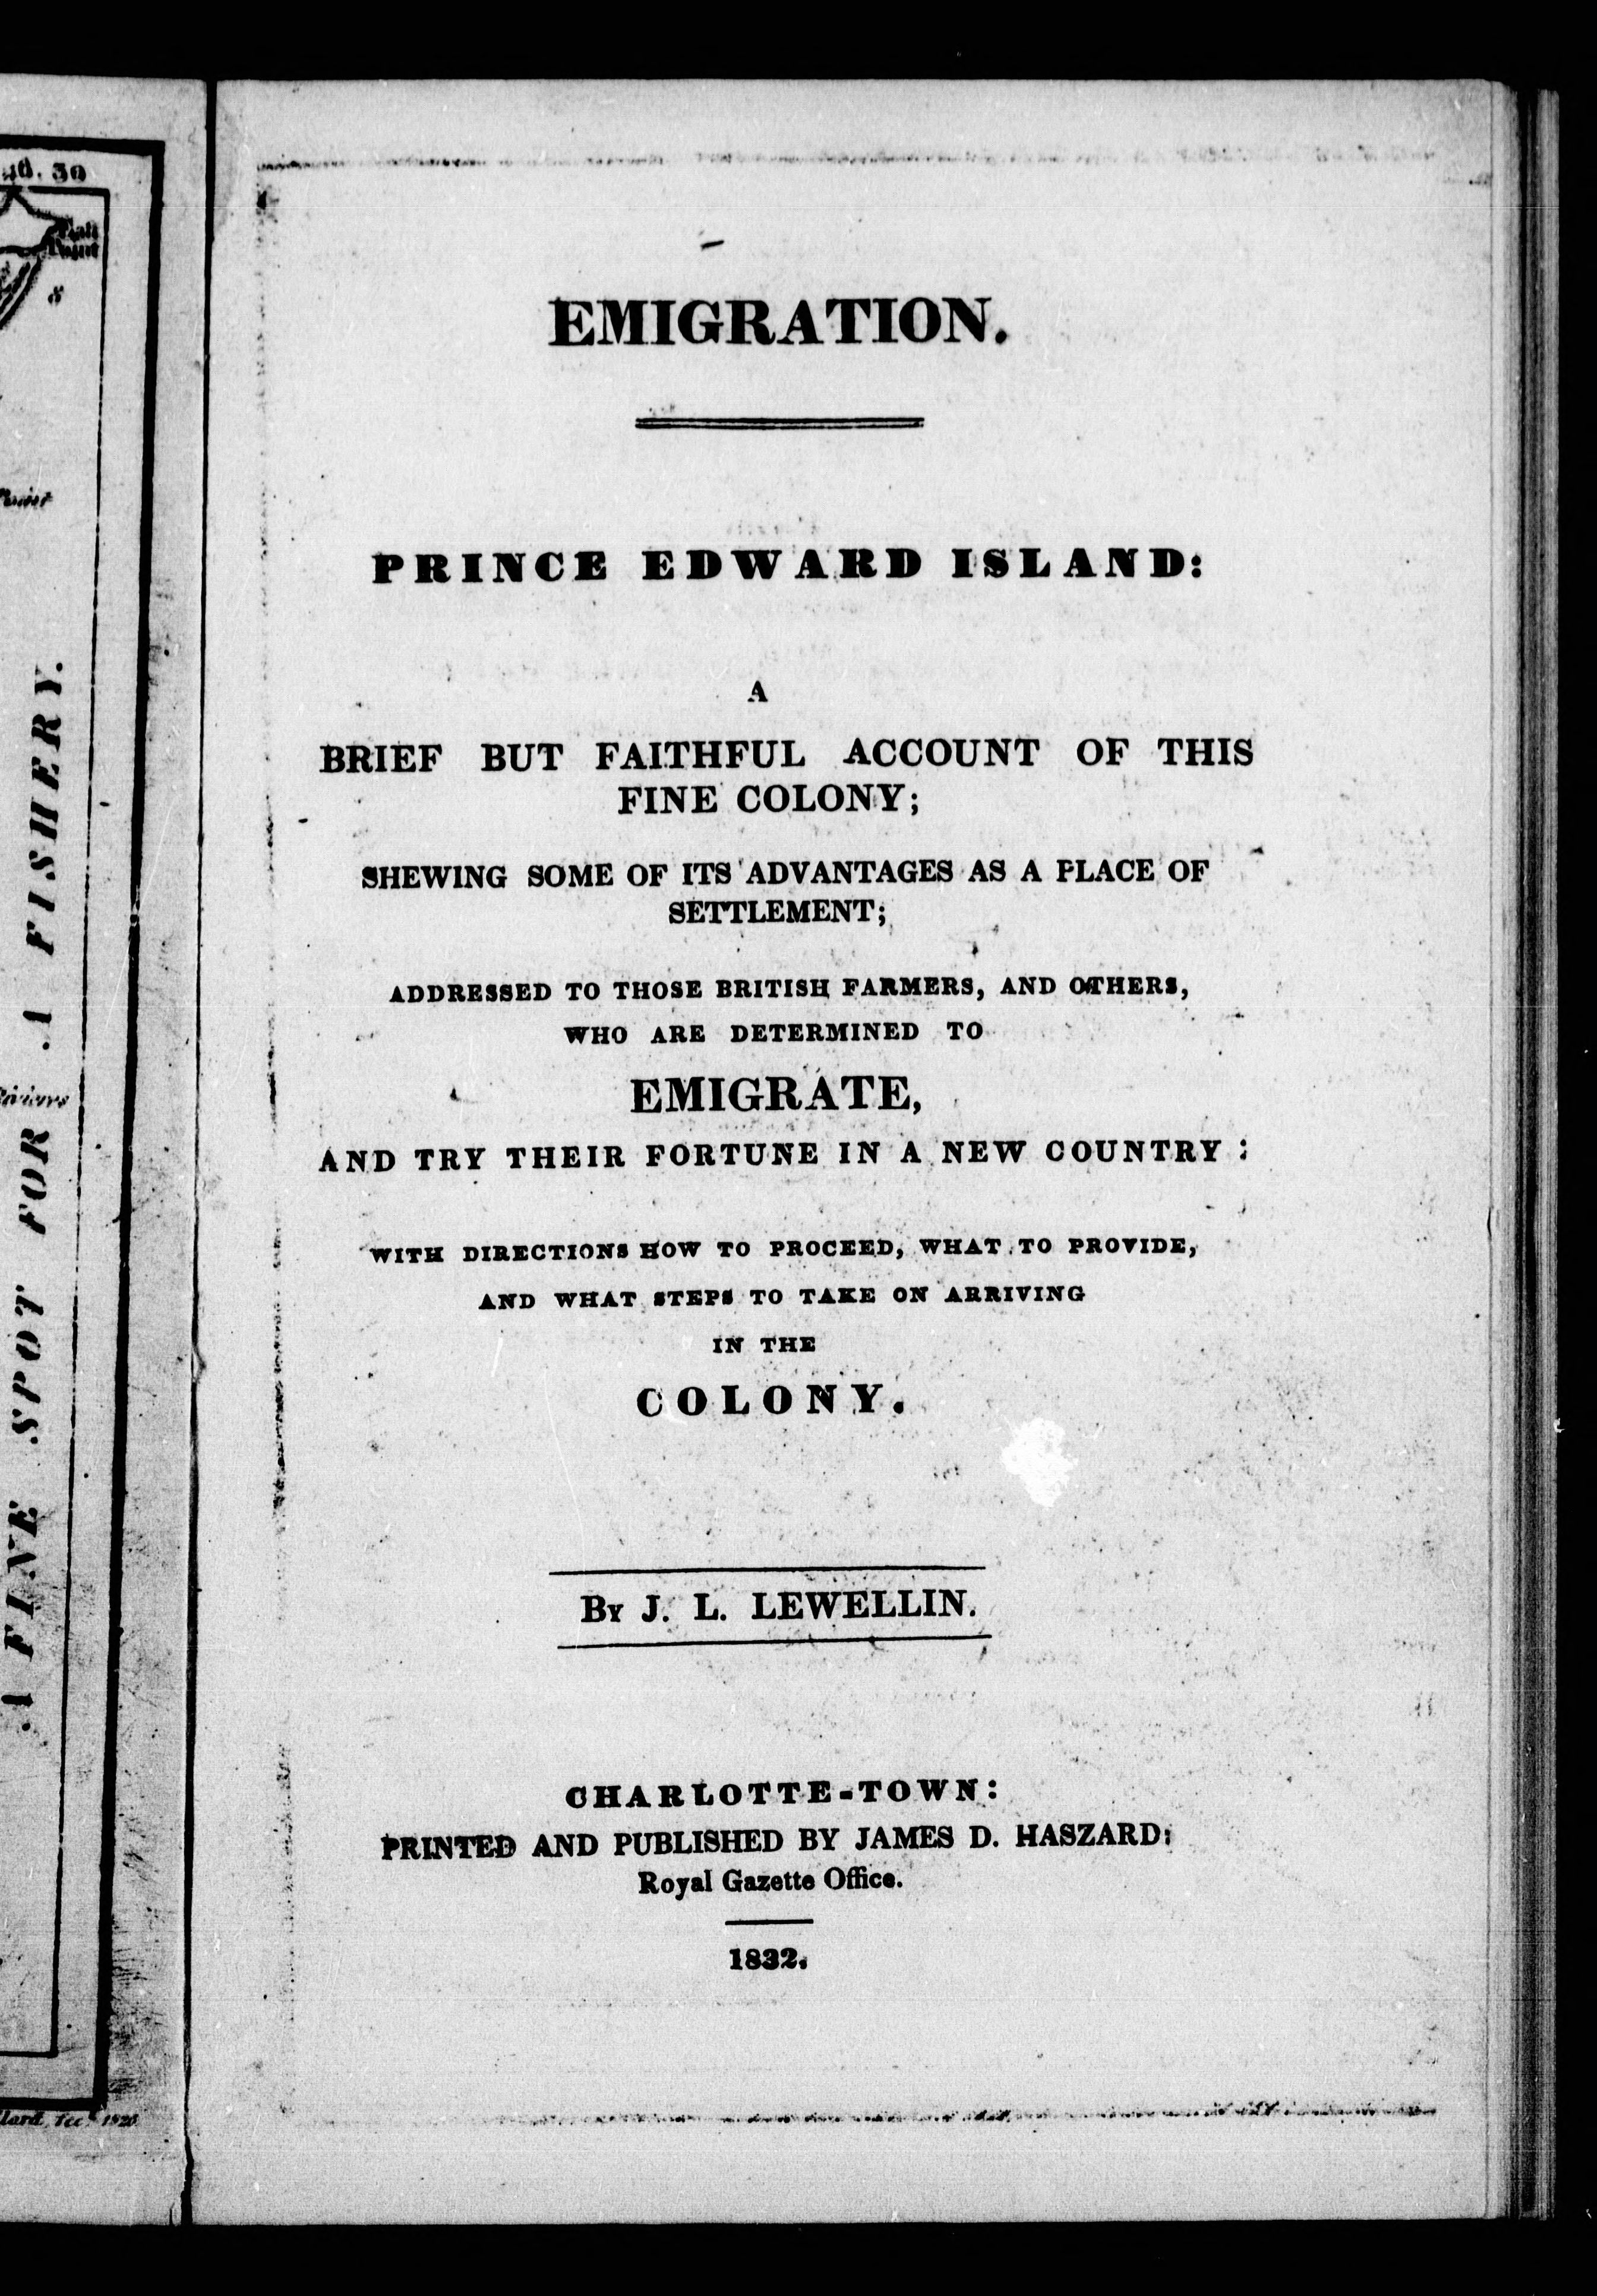 30
A FINE SPOT FOR A FISHERY.
EMIGRATION.
PRINCE EDWARD ISLAND:
A
BRIEF BUT FAITHFUL ACCOUNT OF THIS
FINE COLONY;
SHEWING SOME OF ITS ADVANTAGES AS A PLACE OF
SETTLEMENT;
ADDRESSED TO THOSE BRITISH FARMERS, AND OTHERS,
WHO ARE DETERMINED TO
EMIGRATE,
AND TRY THEIR FORTUNE IN A NEW COUNTRY:
WITH DIRECTIONS HOW TO PROCEED, WHAT TO PROVIDE,
AND WHAT STEPS TO TAKE ON ARRIVING
IN THE
COLONY.
By J. L. LEWELLIN.
CHARLOTTE-TOWN:
PRINTED AND PUBLISHED BY JAMES D. HASZARD:
Royal Gazette Office.
1832.